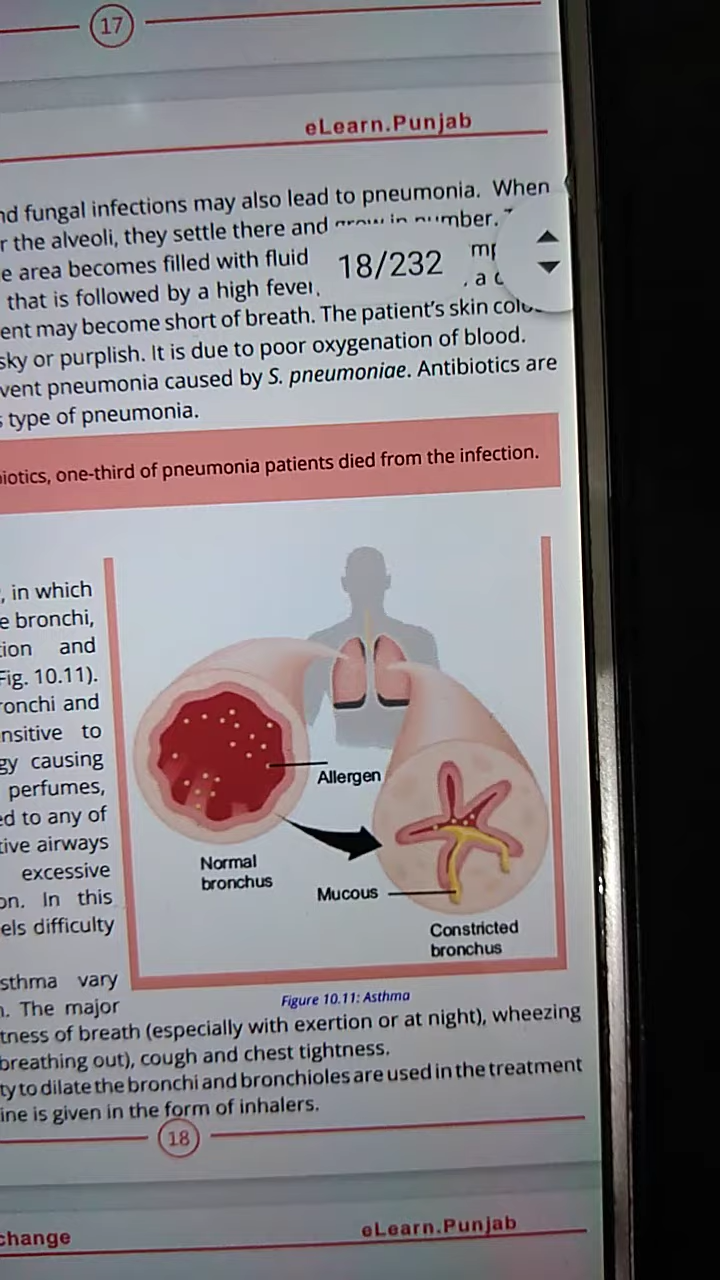 17
eLearn.Punjab
nd fungal infections may also lead to pneumonia. When
r the alveoli, they settle there and grow in number.
e area becomes filled with fluid
18/232
that is followed by a high fever,
, a c
ent may become short of breath. The patient's skin
sky or purplish. It is due to poor oxygenation of blood.
vent pneumonia caused by S. pneumoniae. Antibiotics are
s type of pneumonia.
biotics, one-third of pneumonia patients died from the infection.
, in which
e bronchi,
tion and
Fig. 10.11).
ronchi and
nsitive to
gy causing
perfumes,
ed to any of
tive airways
excessive
on. In this
els difficulty
sthma vary
n. The major
Allergen
Normal
bronchus
Mucous
Constricted
bronchus
Figure 10.11: Asthma
tness of breath (especially with exertion or at night), wheezing
breathing out), cough and chest tightness.
ty to dilate the bronchi and bronchioles are used in the treatment
ine is given in the form of inhalers.
18
change
eLearn.Punjab